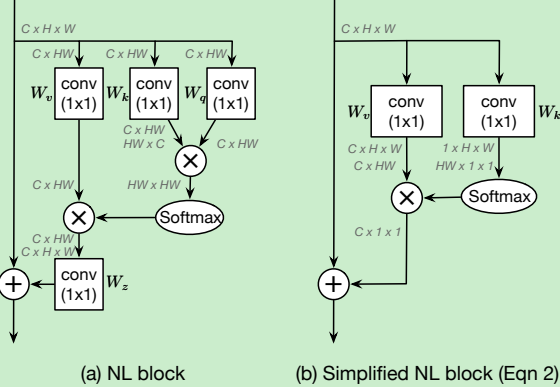 C x H x W
C x HW
C x HW
C x HW
W_v
conv
(1x1)
W_k
conv
(1x1)
W_q
conv
(1x1)
C x HW
HW x C
C x HW
×
HW x HW
C x HW
×
Softmax
C x HW
C x H x W
conv
(1x1)
W_z
+
(a) NL block
C x H x W
W_v
conv
(1x1)
conv
(1x1)
W_k
C x H x W
C x HW
1 x H x W
HW x 1 x 1
×
Softmax
C x 1 x 1
+
(b) Simplified NL block (Eqn 2)